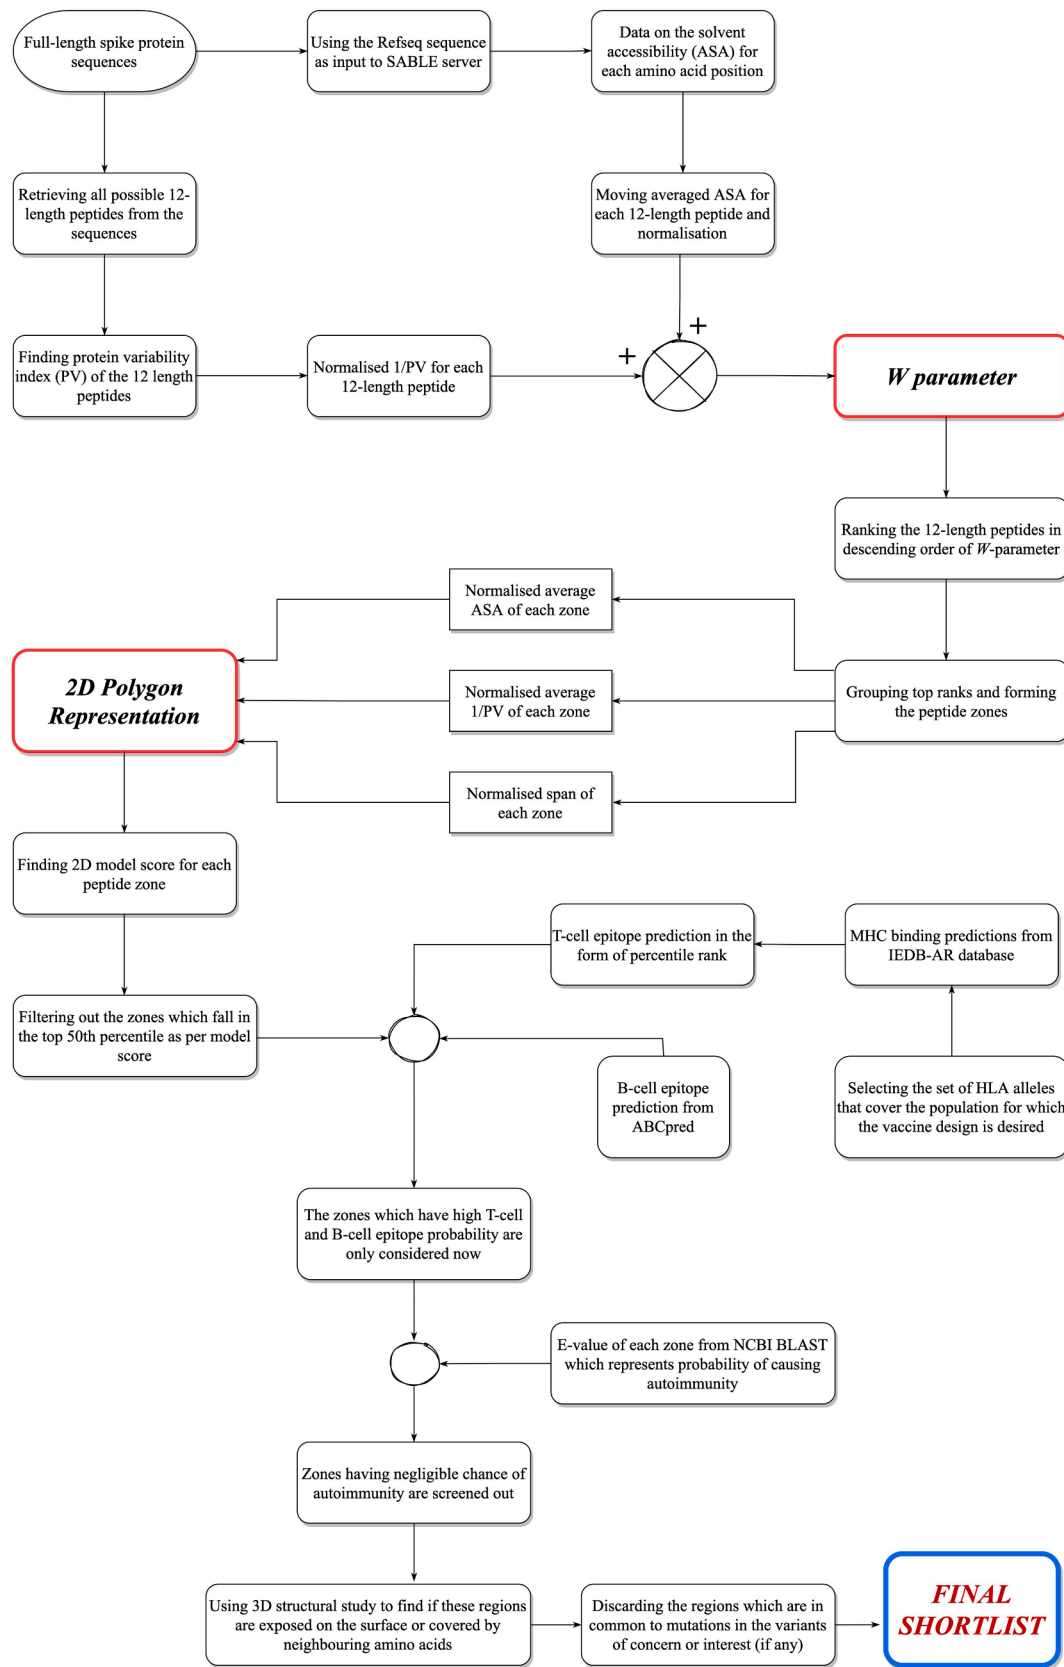 Full-length spike protein
sequences
Using the Refseq sequence
as input to SABLE server
Data on the solvent
accessibility (ASA) for
each amino acid position
Retrieving all possible 12-
length peptides from the
sequences
Moving averaged ASA for
each 12-length peptide and
normalisation
Finding protein variability
index (PV) of the 12 length
peptides
Normalised 1/PV for each
12-length peptide
+
+
W parameter
Ranking the 12-length peptides in
descending order of W-parameter
Normalised average
ASA of each zone
2D Polygon
Representation
Normalised average
1/PV of each zone
Grouping top ranks and forming
the peptide zones
Normalised span of
each zone
Finding 2D model score for each
peptide zone
T-cell epitope prediction in the
form of percentile rank
MHC binding predictions from
IEDB-AR database
Filtering out the zones which fall in
the top 50th percentile as per model
score
B-cell epitope
prediction from
ABCpred
Selecting the set of HLA alleles
that cover the population for which
the vaccine design is desired
The zones which have high T-cell
and B-cell epitope probability are
only considered now
E-value of each zone from NCBI BLAST
which represents probability of causing
autoimmunity
Zones having negligible chance of
autoimmunity are screened out
Using 3D structural study to find if these regions
are exposed on the surface or covered by
neighbouring amino acids
Discarding the regions which are in
common to mutations in the variants
of concern or interest (if any)
FINAL
SHORTLIST